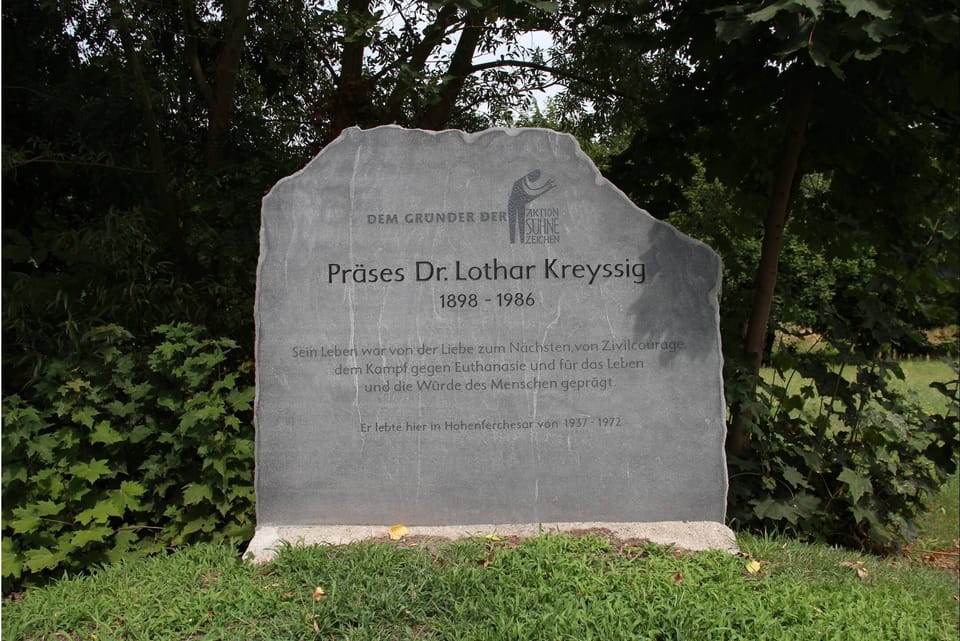 DEM GRÜNDER DER
AKTION
SÜHNE
ZEICHEN
Präses Dr. Lothar Kreyssig
1898 - 1986
Sein Leben war von der Liebe zum Nächsten, von Zivilcourage,
dem Kampf gegen Euthanasie und für das Leben
und die Würde des Menschen geprägt.
Er lebte hier in Hohenferchesar von 1937 - 1972